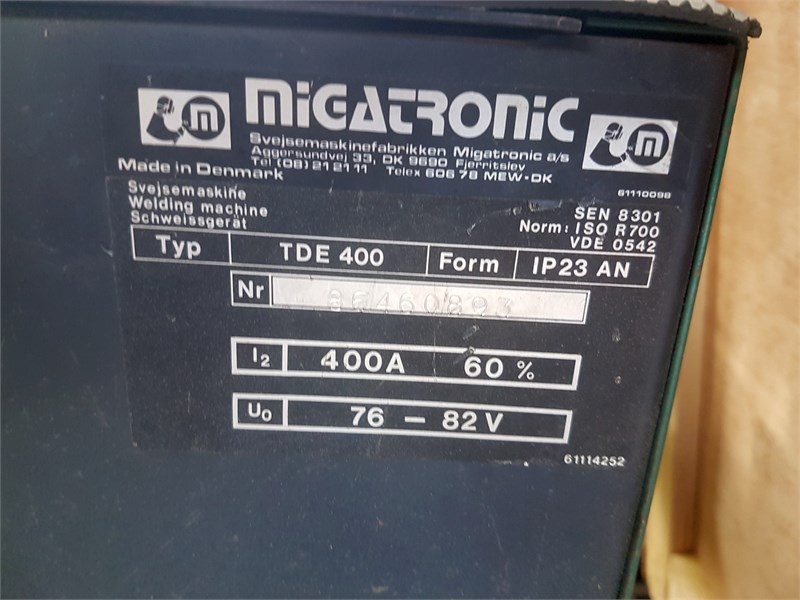 MiGATRONiC
Svejsemaskinefabrikken Migatronic a/s
Aggersundvej 33, DK 9690 Fjerritslev
Tel (08) 21 21 11 Telex 606 78 MEW-DK
Made in Denmark
61110098
Svejsemaskine
Welding machine
Schweissgerät
SEN 8301
Norm: ISO R700
VDE 0542
Typ TDE 400 Form IP23 AN
Nr 86460893
I2 400A 60 %
U0 76 – 82 V
61114252